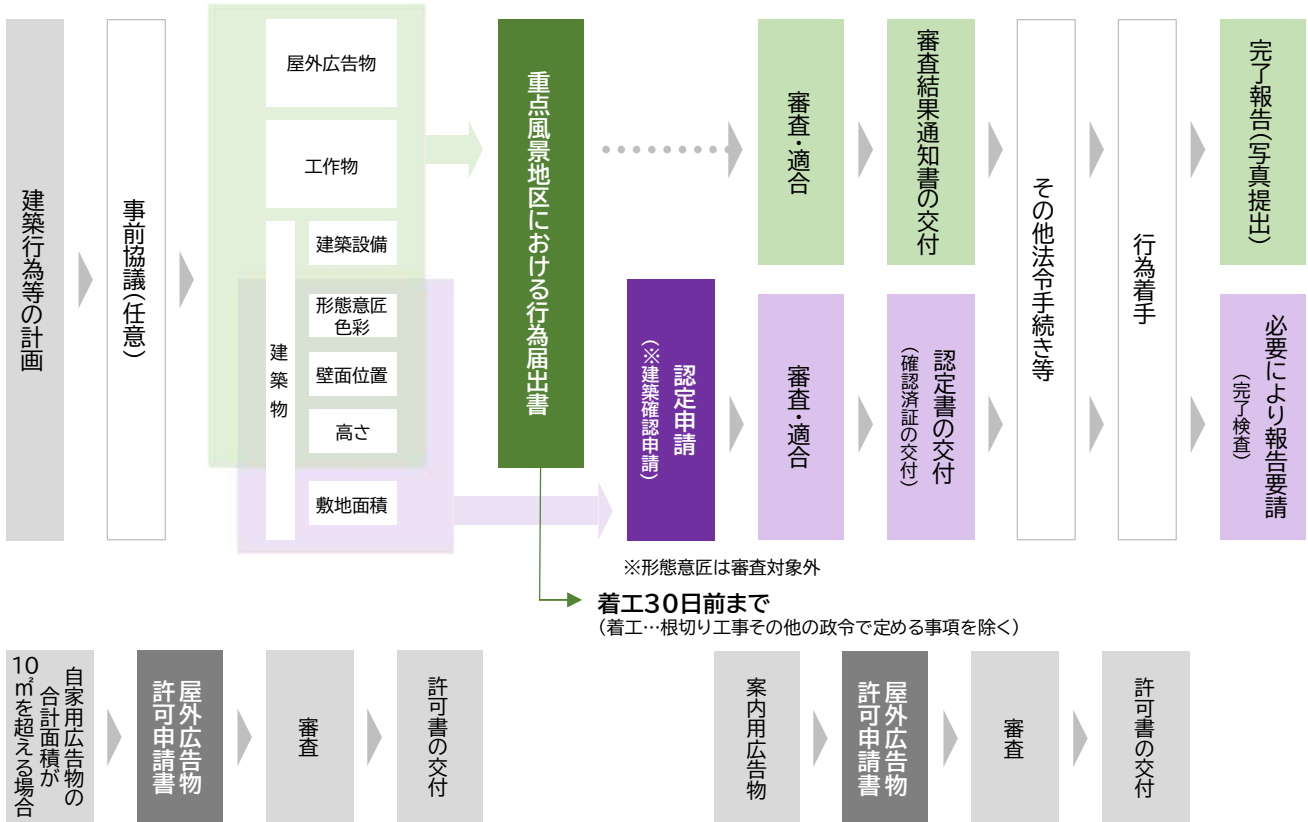 建築行為等の計画
事前協議(任意)
屋外広告物
工作物
建築物
建築設備
形態意匠
色彩
壁面位置
高さ
敷地面積
重点風景地区における行為届出書
審査・適合
審査結果通知書の交付
認定申請
(※建築確認申請)
審査・適合
認定書の交付
(確認済証の交付)
その他法令手続き等
行為着手
完了報告(写真提出)
必要により報告要請
(完了検査)
※形態意匠は審査対象外
着工30日前まで
(着工…根切り工事その他の政令で定める事項を除く)
自家用広告物の
合計面積が
10㎡を超える場合
屋外広告物
許可申請書
審査
許可書の交付
案内用広告物
屋外広告物
許可申請書
審査
許可書の交付